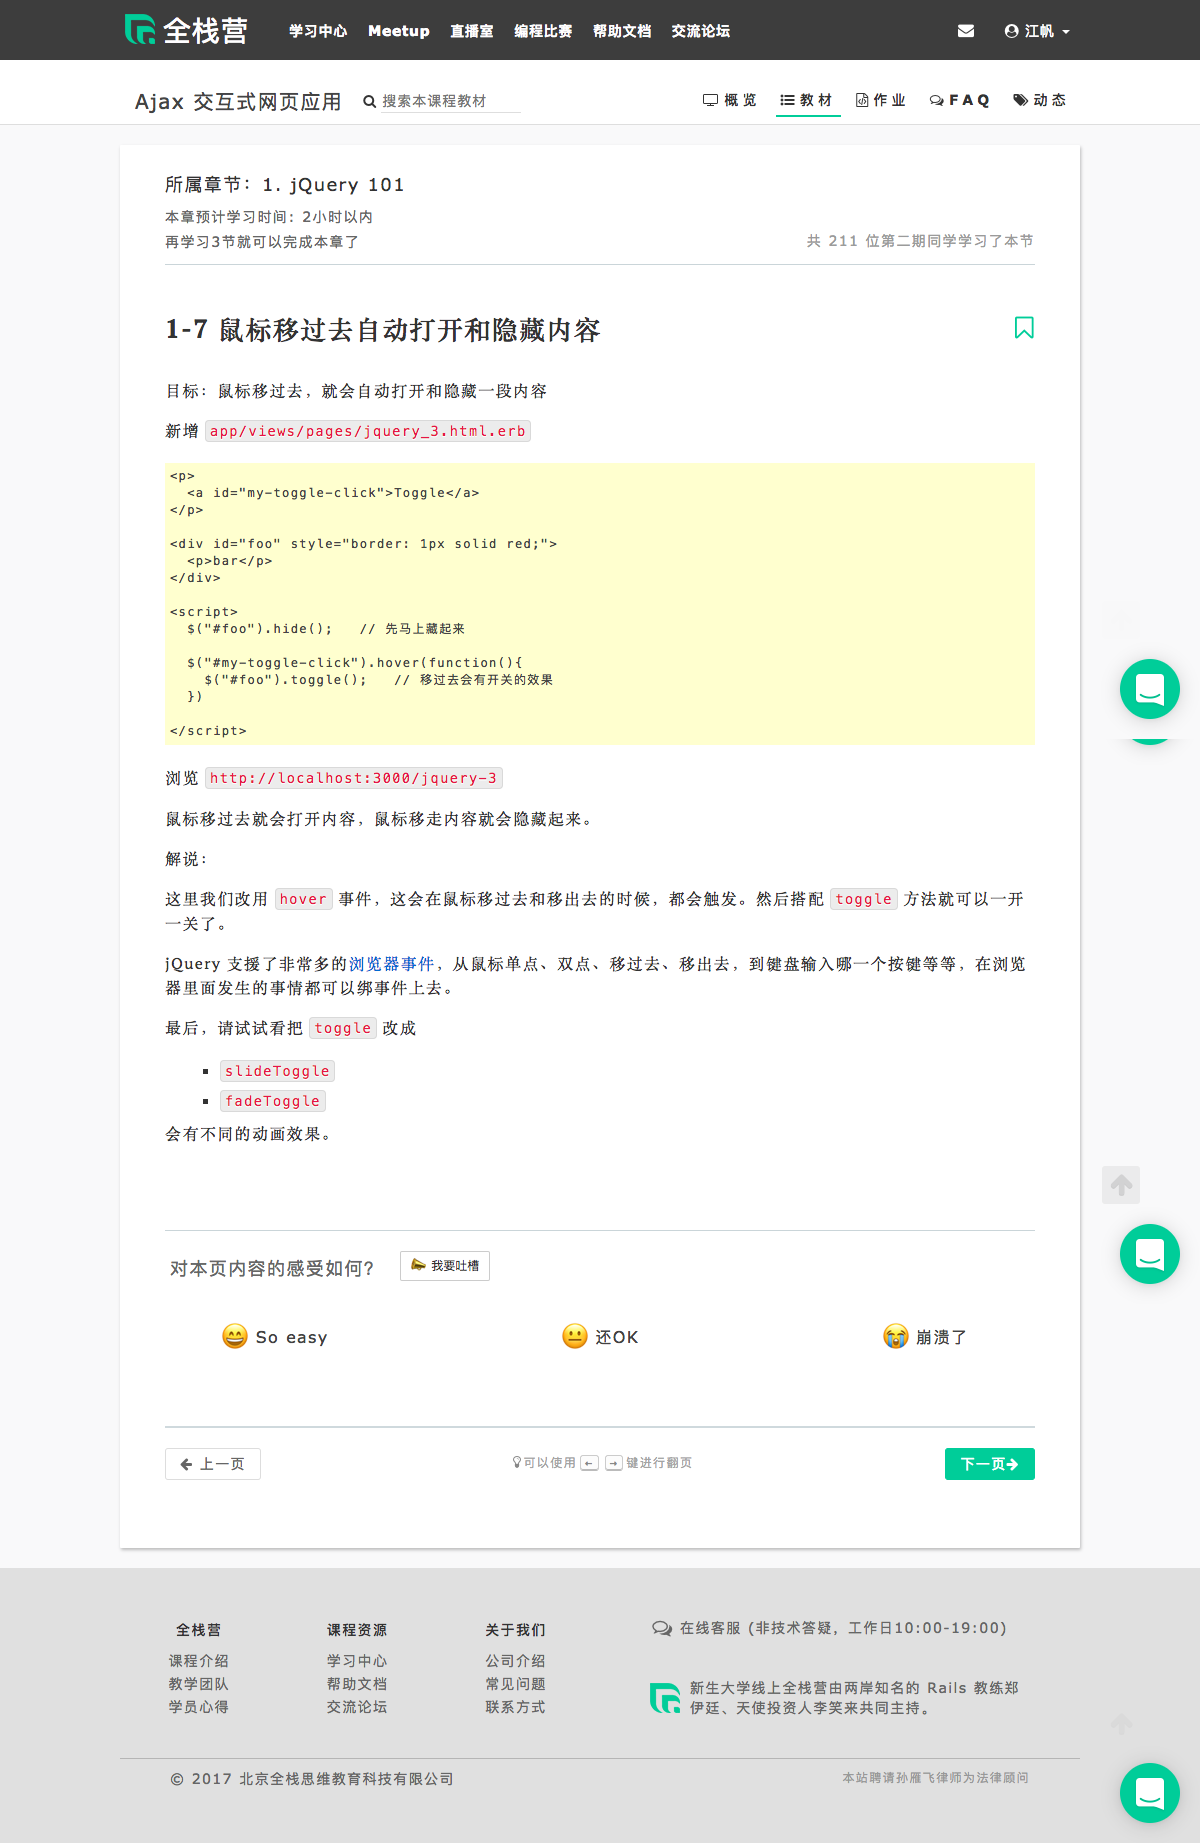 全栈营 学习中心 Meetup 直播室 编程比赛 帮助文档 交流论坛 江帆
Ajax 交互式网页应用 搜索本课程教材 概览 教材 作业 FAQ 动态
所属章节：1. jQuery 101
本章预计学习时间：2小时以内
再学习3节就可以完成本章了 共 211 位第二期同学学习了本节
1-7 鼠标移过去自动打开和隐藏内容
目标：鼠标移过去，就会自动打开和隐藏一段内容
新增 app/views/pages/jquery_3.html.erb
<p>
  <a id="my-toggle-click">Toggle</a>
</p>
<div id="foo" style="border: 1px solid red;">
  <p>bar</p>
</div>
<script>
  $("#foo").hide();   // 先马上藏起来
  $("#my-toggle-click").hover(function(){
    $("#foo").toggle();   // 移过去会有开关的效果
  })
</script>
浏览 http://localhost:3000/jquery-3
鼠标移过去就会打开内容，鼠标移走内容就会隐藏起来。
解说：
这里我们改用 hover 事件，这会在鼠标移过去和移出去的时候，都会触发。然后搭配 toggle 方法就可以一开
一关了。
jQuery 支援了非常多的浏览器事件，从鼠标单点、双点、移过去、移出去，到键盘输入哪一个按键等等，在浏览
器里面发生的事情都可以绑事件上去。
最后，请试试看把 toggle 改成
▪ slideToggle
▪ fadeToggle
会有不同的动画效果。
对本页内容的感受如何? 我要吐槽
So easy 还OK 崩溃了
← 上一页 可以使用 ← → 键进行翻页 下一页→
全栈营 课程资源 关于我们 在线客服 (非技术答疑，工作日10:00-19:00)
课程介绍 学习中心 公司介绍
教学团队 帮助文档 常见问题 新生大学线上全栈营由两岸知名的 Rails 教练郑
学员心得 交流论坛 联系方式 伊廷、天使投资人李笑来共同主持。
© 2017 北京全栈思维教育科技有限公司 本站聘请孙雁飞律师为法律顾问